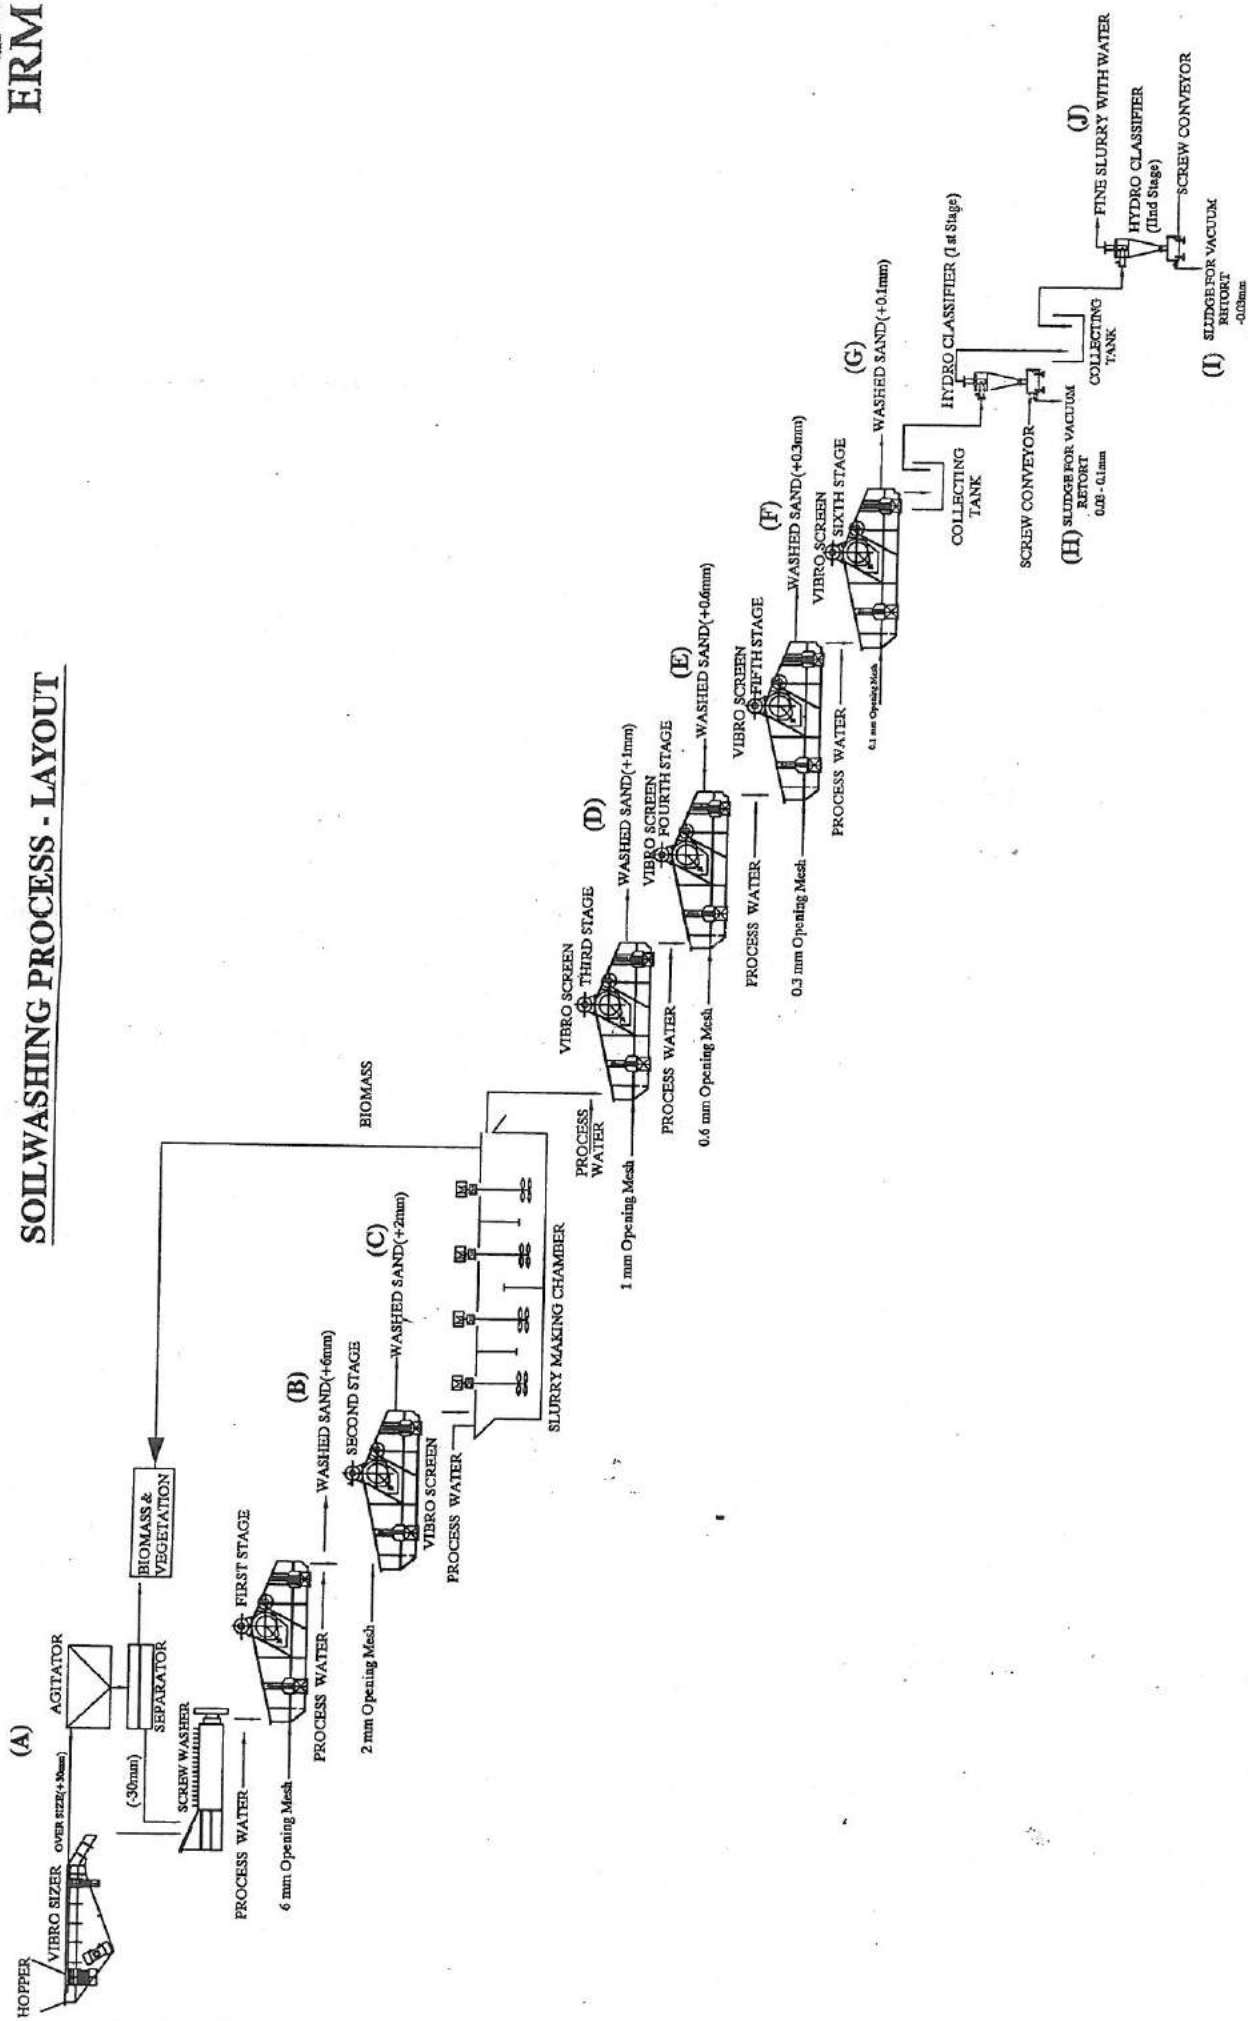 ERM
SOILWASHING PROCESS - LAYOUT
(A)
HOPPER
VIBRO SIZER
OVER SIZE(+30mm)
AGITATOR
(-30mm)
SEPARATOR
BIOMASS &
VEGETATION
BIOMASS
SCREW WASHER
PROCESS WATER
6 mm Opening Mesh
FIRST STAGE
(B)
WASHED SAND(+6mm)
PROCESS WATER
2 mm Opening Mesh
SECOND STAGE
VIBRO SCREEN
(C)
WASHED SAND(+2mm)
PROCESS WATER
SLURRY MAKING CHAMBER
PROCESS
WATER
1 mm Opening Mesh
VIBRO SCREEN
THIRD STAGE
(D)
WASHED SAND(+1mm)
PROCESS WATER
0.6 mm Opening Mesh
VIBRO SCREEN
FOURTH STAGE
(E)
WASHED SAND(+0.6mm)
PROCESS WATER
0.3 mm Opening Mesh
VIBRO SCREEN
FIFTH STAGE
(F)
WASHED SAND(+0.3mm)
PROCESS WATER
0.1 mm Opening Mesh
VIBRO SCREEN
SIXTH STAGE
(G)
WASHED SAND(+0.1mm)
COLLECTING
TANK
HYDRO CLASSIFIER (1st Stage)
SCREW CONVEYOR
(H) SLUDGE FOR VACUUM
RETORT
0.03 - 0.1mm
COLLECTING
TANK
(J)
FINE SLURRY WITH WATER
HYDRO CLASSIFIER
(IInd Stage)
SCREW CONVEYOR
(I) SLUDGE FOR VACUUM
RETORT
-0.03mm